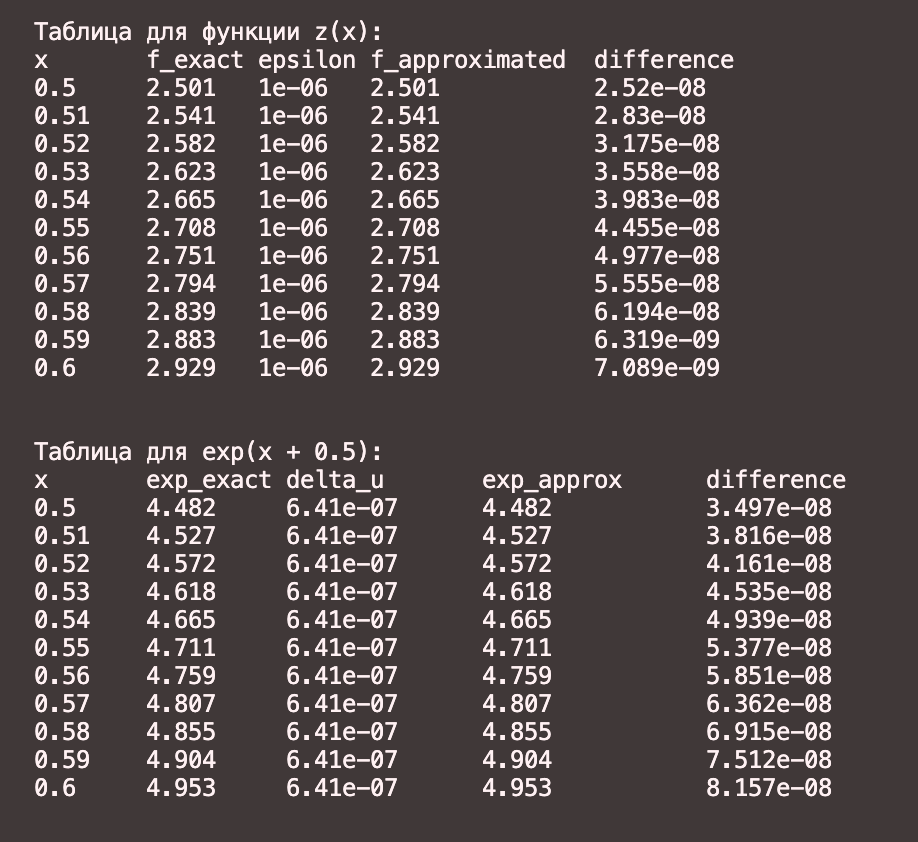 Таблица для функции z(x):
x f_exact epsilon f_approximated difference
0.5 2.501 1e-06 2.501 2.52e-08
0.51 2.541 1e-06 2.541 2.83e-08
0.52 2.582 1e-06 2.582 3.175e-08
0.53 2.623 1e-06 2.623 3.558e-08
0.54 2.665 1e-06 2.665 3.983e-08
0.55 2.708 1e-06 2.708 4.455e-08
0.56 2.751 1e-06 2.751 4.977e-08
0.57 2.794 1e-06 2.794 5.555e-08
0.58 2.839 1e-06 2.839 6.194e-08
0.59 2.883 1e-06 2.883 6.319e-09
0.6 2.929 1e-06 2.929 7.089e-09
Таблица для exp(x + 0.5):
x exp_exact delta_u exp_approx difference
0.5 4.482 6.41e-07 4.482 3.497e-08
0.51 4.527 6.41e-07 4.527 3.816e-08
0.52 4.572 6.41e-07 4.572 4.161e-08
0.53 4.618 6.41e-07 4.618 4.535e-08
0.54 4.665 6.41e-07 4.665 4.939e-08
0.55 4.711 6.41e-07 4.711 5.377e-08
0.56 4.759 6.41e-07 4.759 5.851e-08
0.57 4.807 6.41e-07 4.807 6.362e-08
0.58 4.855 6.41e-07 4.855 6.915e-08
0.59 4.904 6.41e-07 4.904 7.512e-08
0.6 4.953 6.41e-07 4.953 8.157e-08